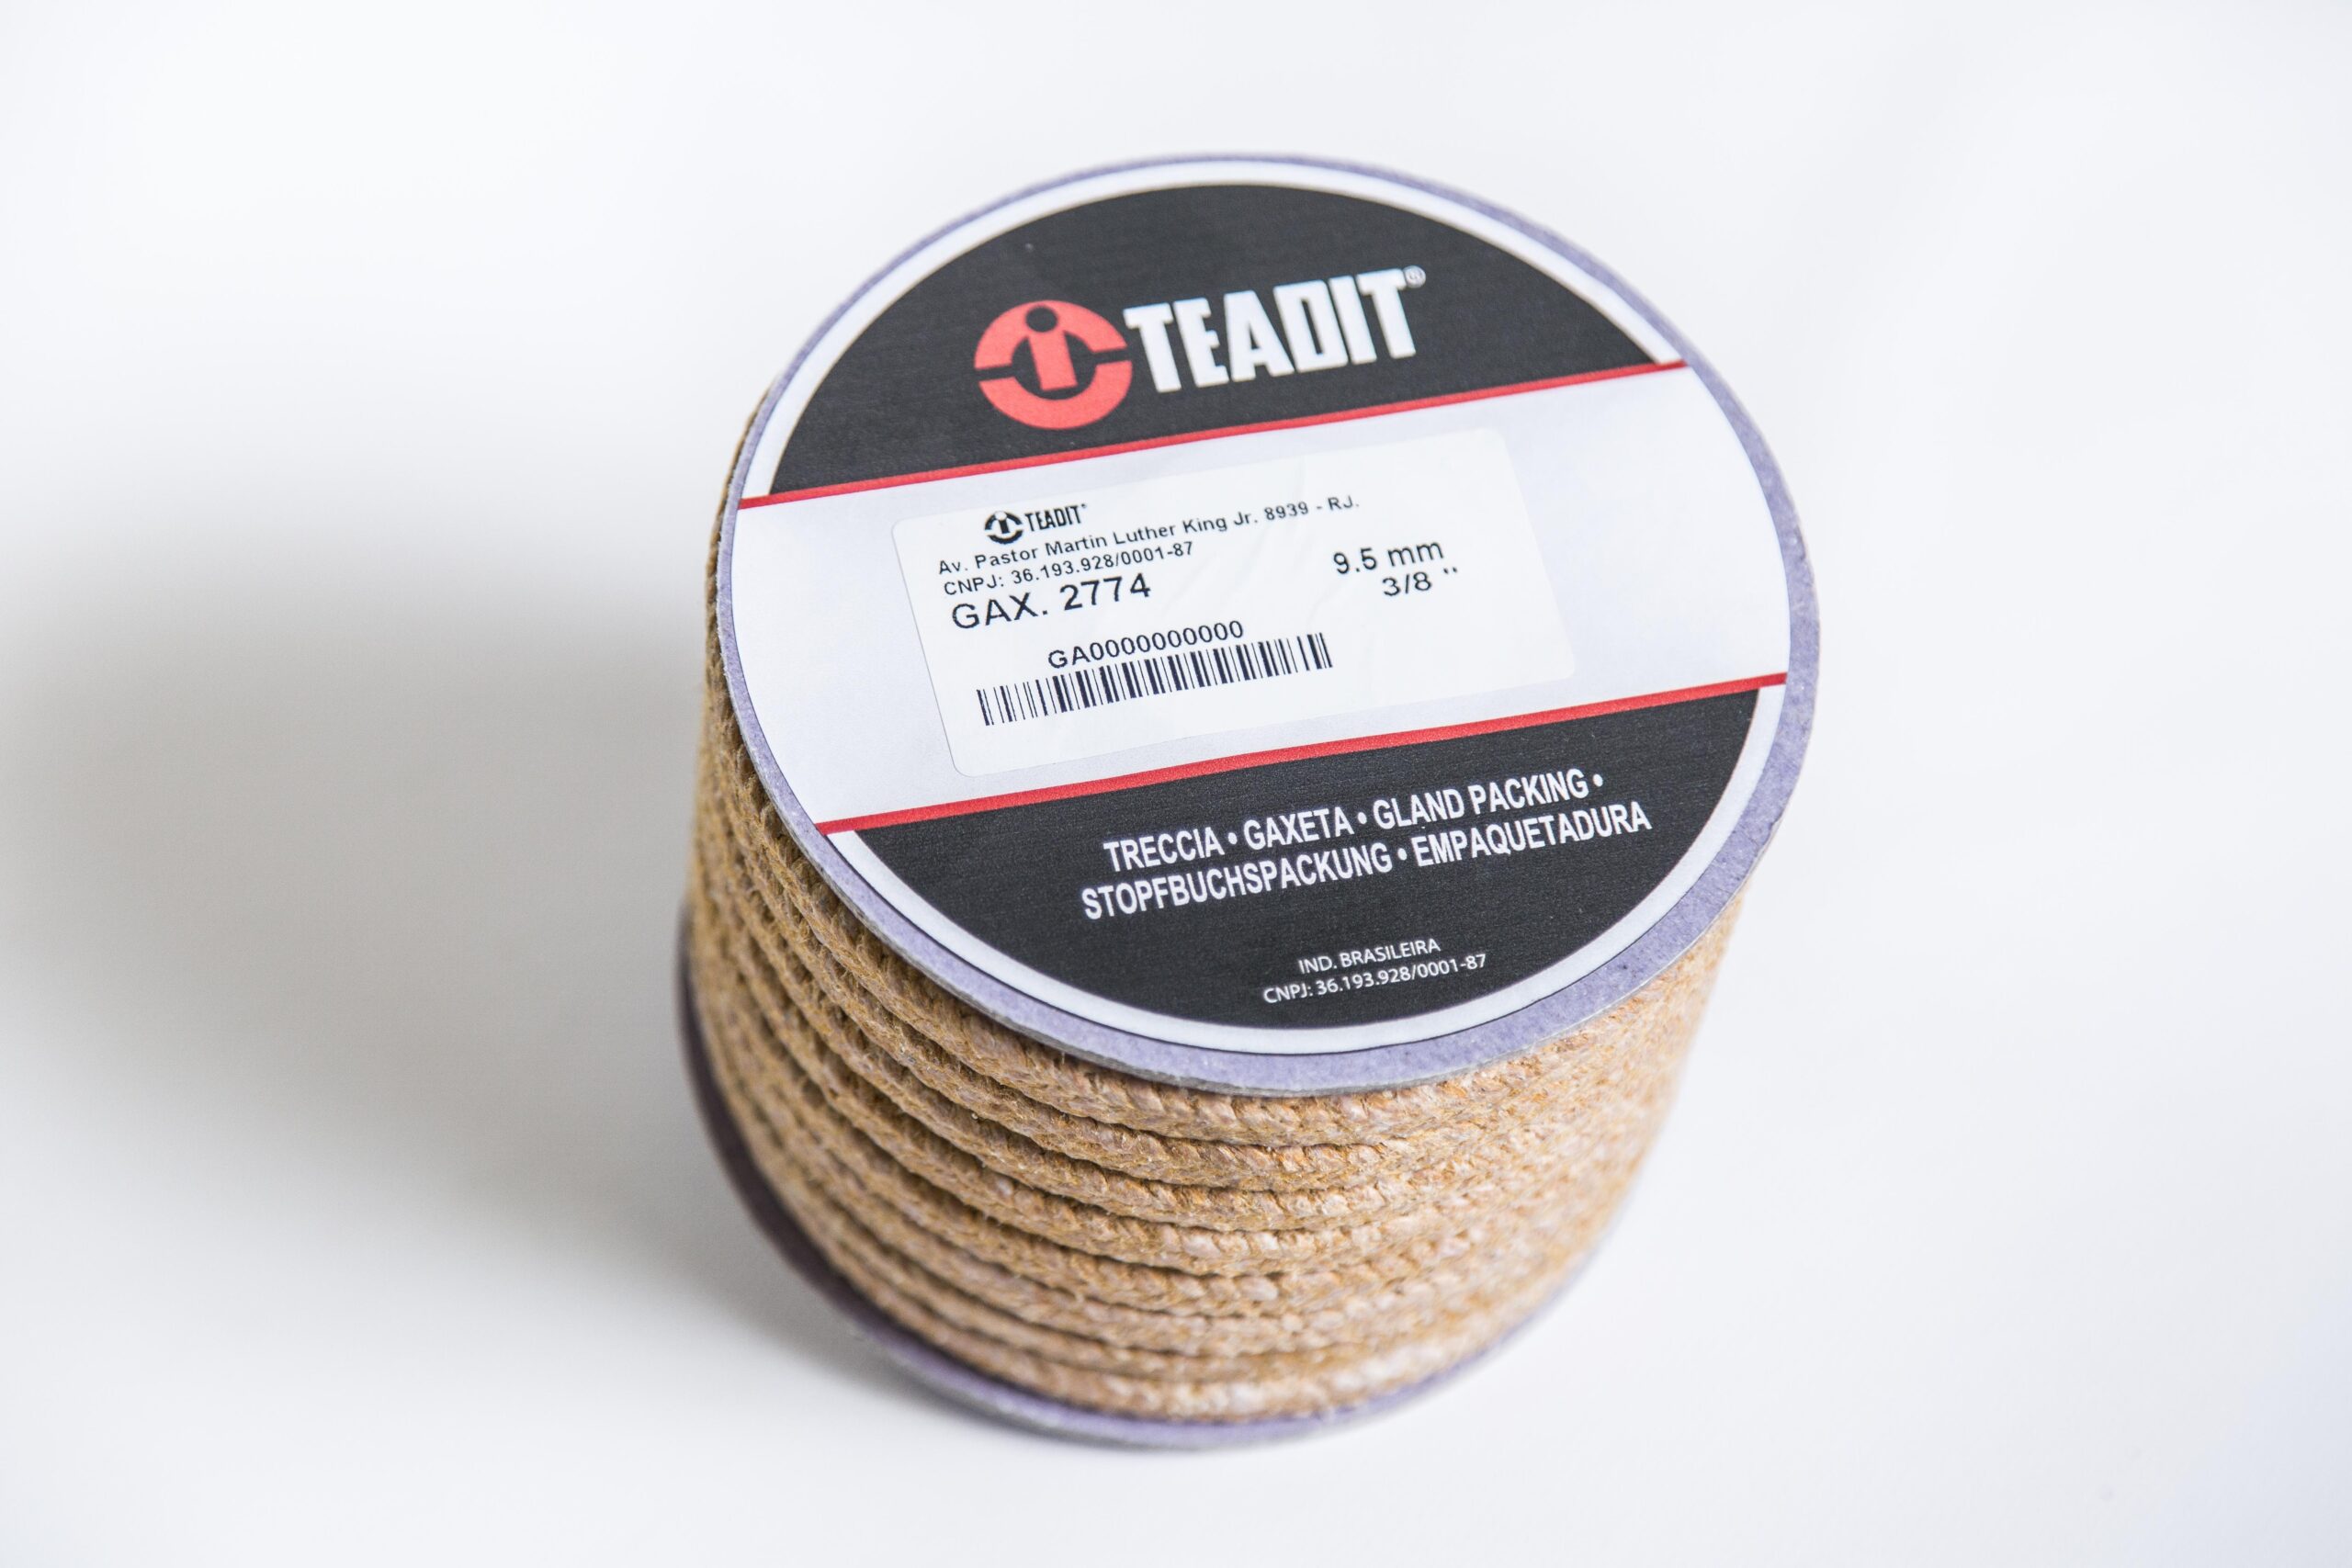 TEADIT®
TEADIT®
Av. Pastor Martin Luther King Jr. 8939 - RJ.
CNPJ: 36.193.928/0001-87
GAX. 2774
9.5 mm
3/8 "
GA0000000000
TRECCIA • GAXETA • GLAND PACKING •
STOPFBUCHSPACKUNG • EMPAQUETADURA
IND. BRASILEIRA
CNPJ: 36.193.928/0001-87